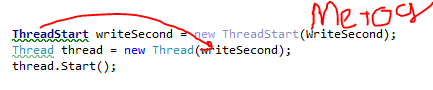 Метод
ThreadStart writeSecond = new ThreadStart(WriteSecond);
Thread thread = new Thread(writeSecond);
thread.Start();